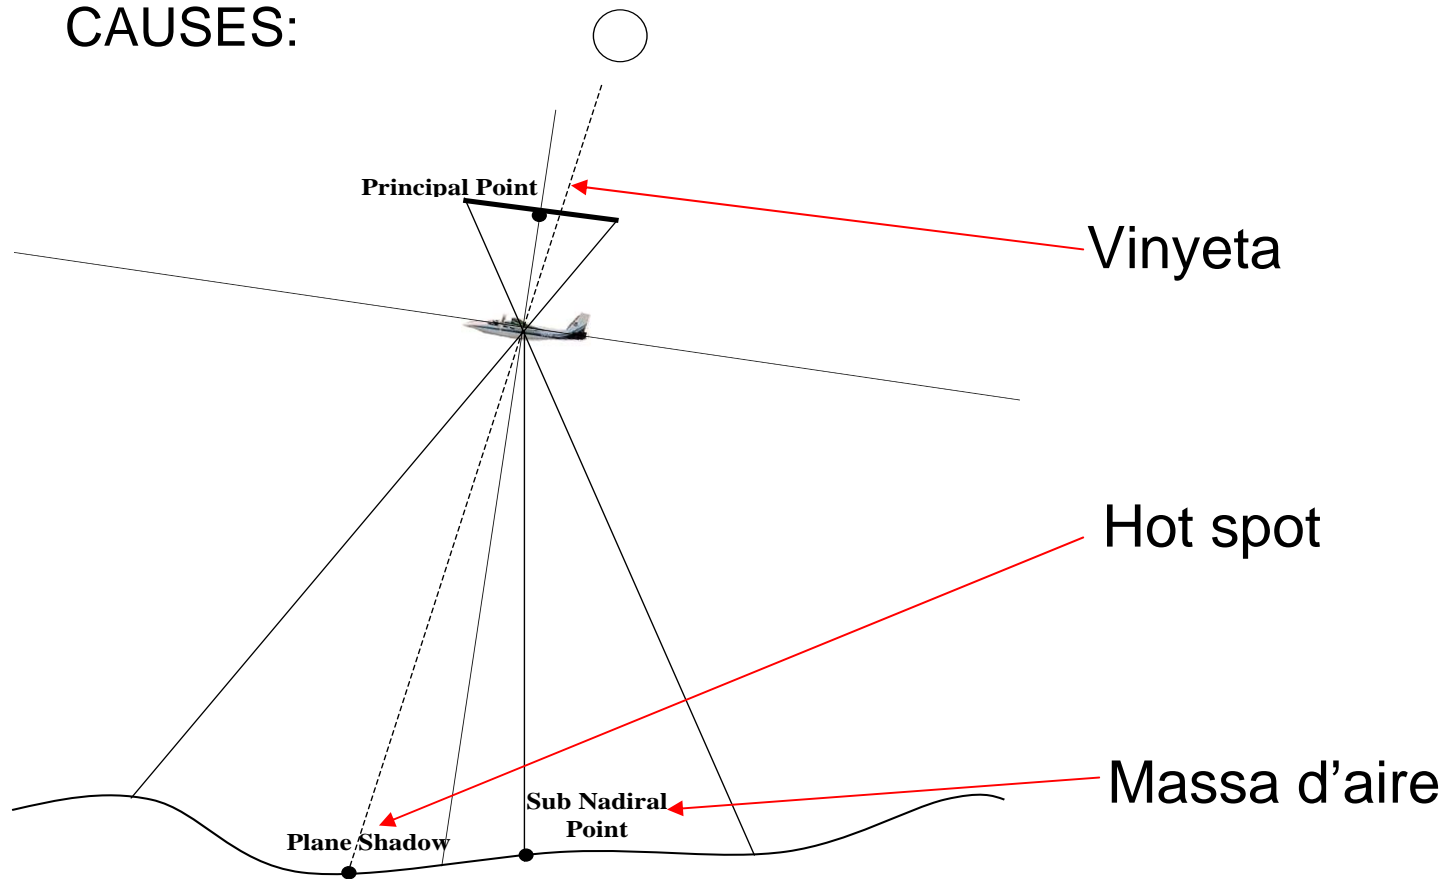 CAUSES:
Principal Point
Vinyeta
Hot spot
Massa d’aire
Sub Nadiral
Point
Plane Shadow